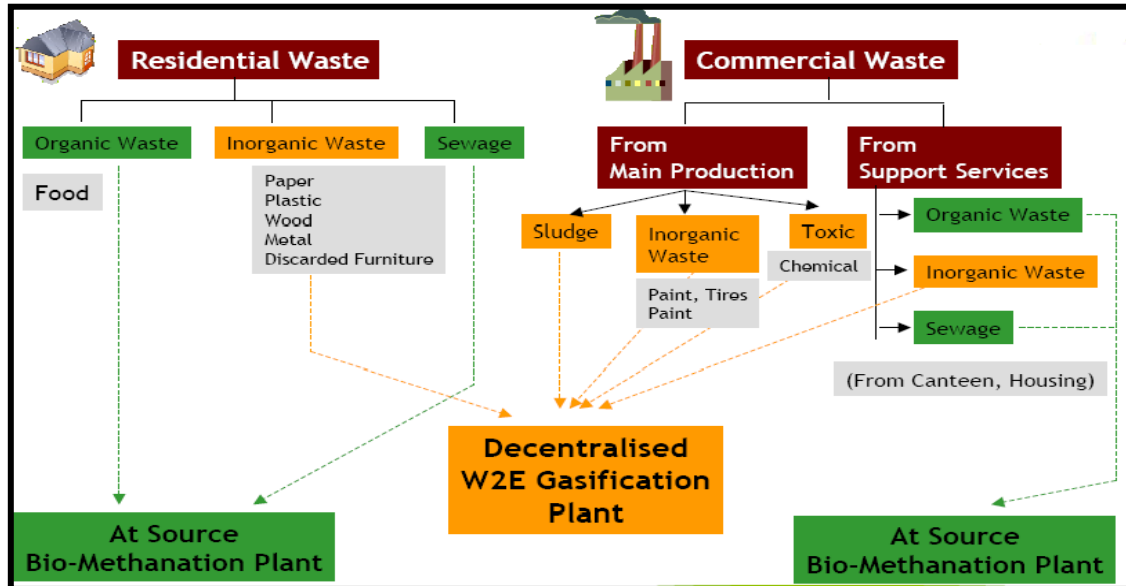 Residential Waste
Commercial Waste
Organic Waste
Inorganic Waste
Sewage
Food
Paper
Plastic
Wood
Metal
Discarded Furniture
From
Main Production
From
Support Services
Sludge
Inorganic
Waste
Toxic
Paint, Tires
Paint
Chemical
Organic Waste
Inorganic Waste
Sewage
(From Canteen, Housing)
Decentralised
W2E Gasification
Plant
At Source
Bio-Methanation Plant
At Source
Bio-Methanation Plant